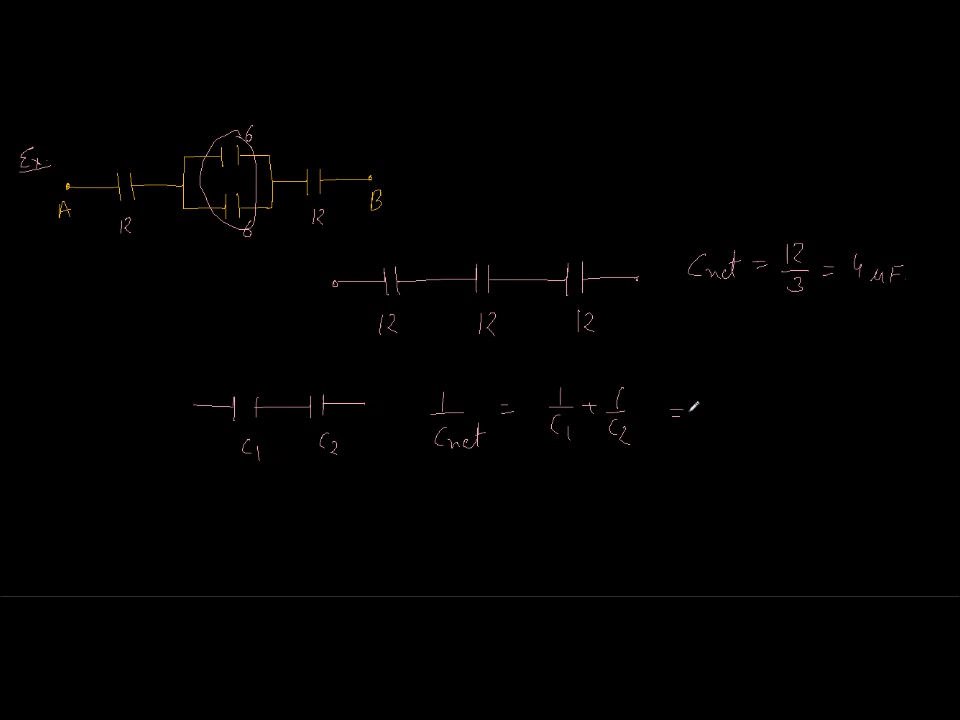 Ex.
6
A
B
12
6
12
12 12 12
Cnet = 12/3 = 4 μF.
C1 C2
1/Cnet = 1/C1 + 1/C2 =